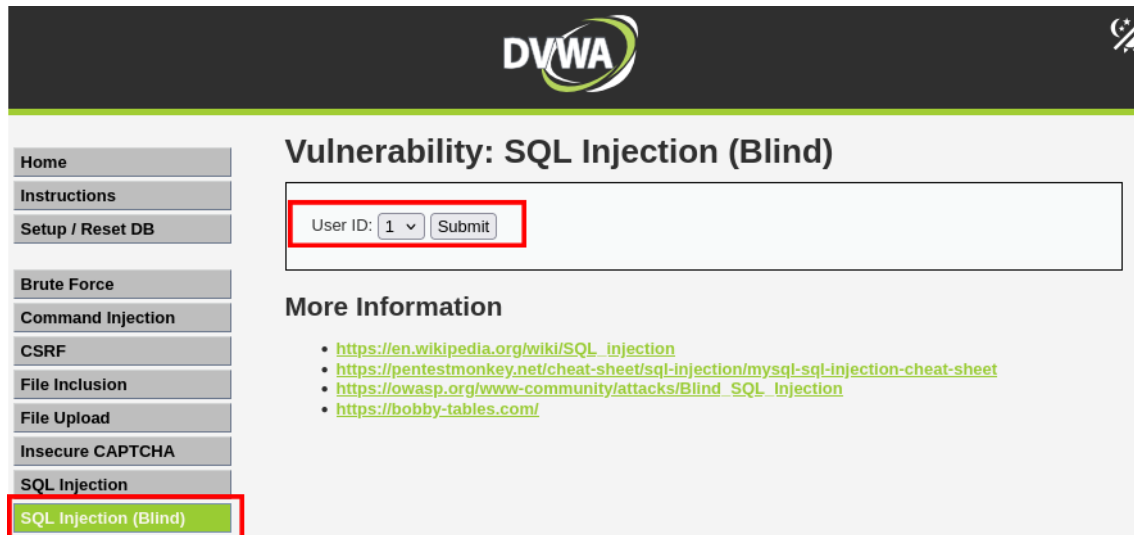 DVWA
Vulnerability: SQL Injection (Blind)
Home
Instructions
Setup / Reset DB
Brute Force
Command Injection
CSRF
File Inclusion
File Upload
Insecure CAPTCHA
SQL Injection
SQL Injection (Blind)
User ID: 1 Submit
More Information
https://en.wikipedia.org/wiki/SQL_injection
https://pentestmonkey.net/cheat-sheet/sql-injection/mysql-sql-injection-cheat-sheet
https://owasp.org/www-community/attacks/Blind_SQL_Injection
https://bobby-tables.com/